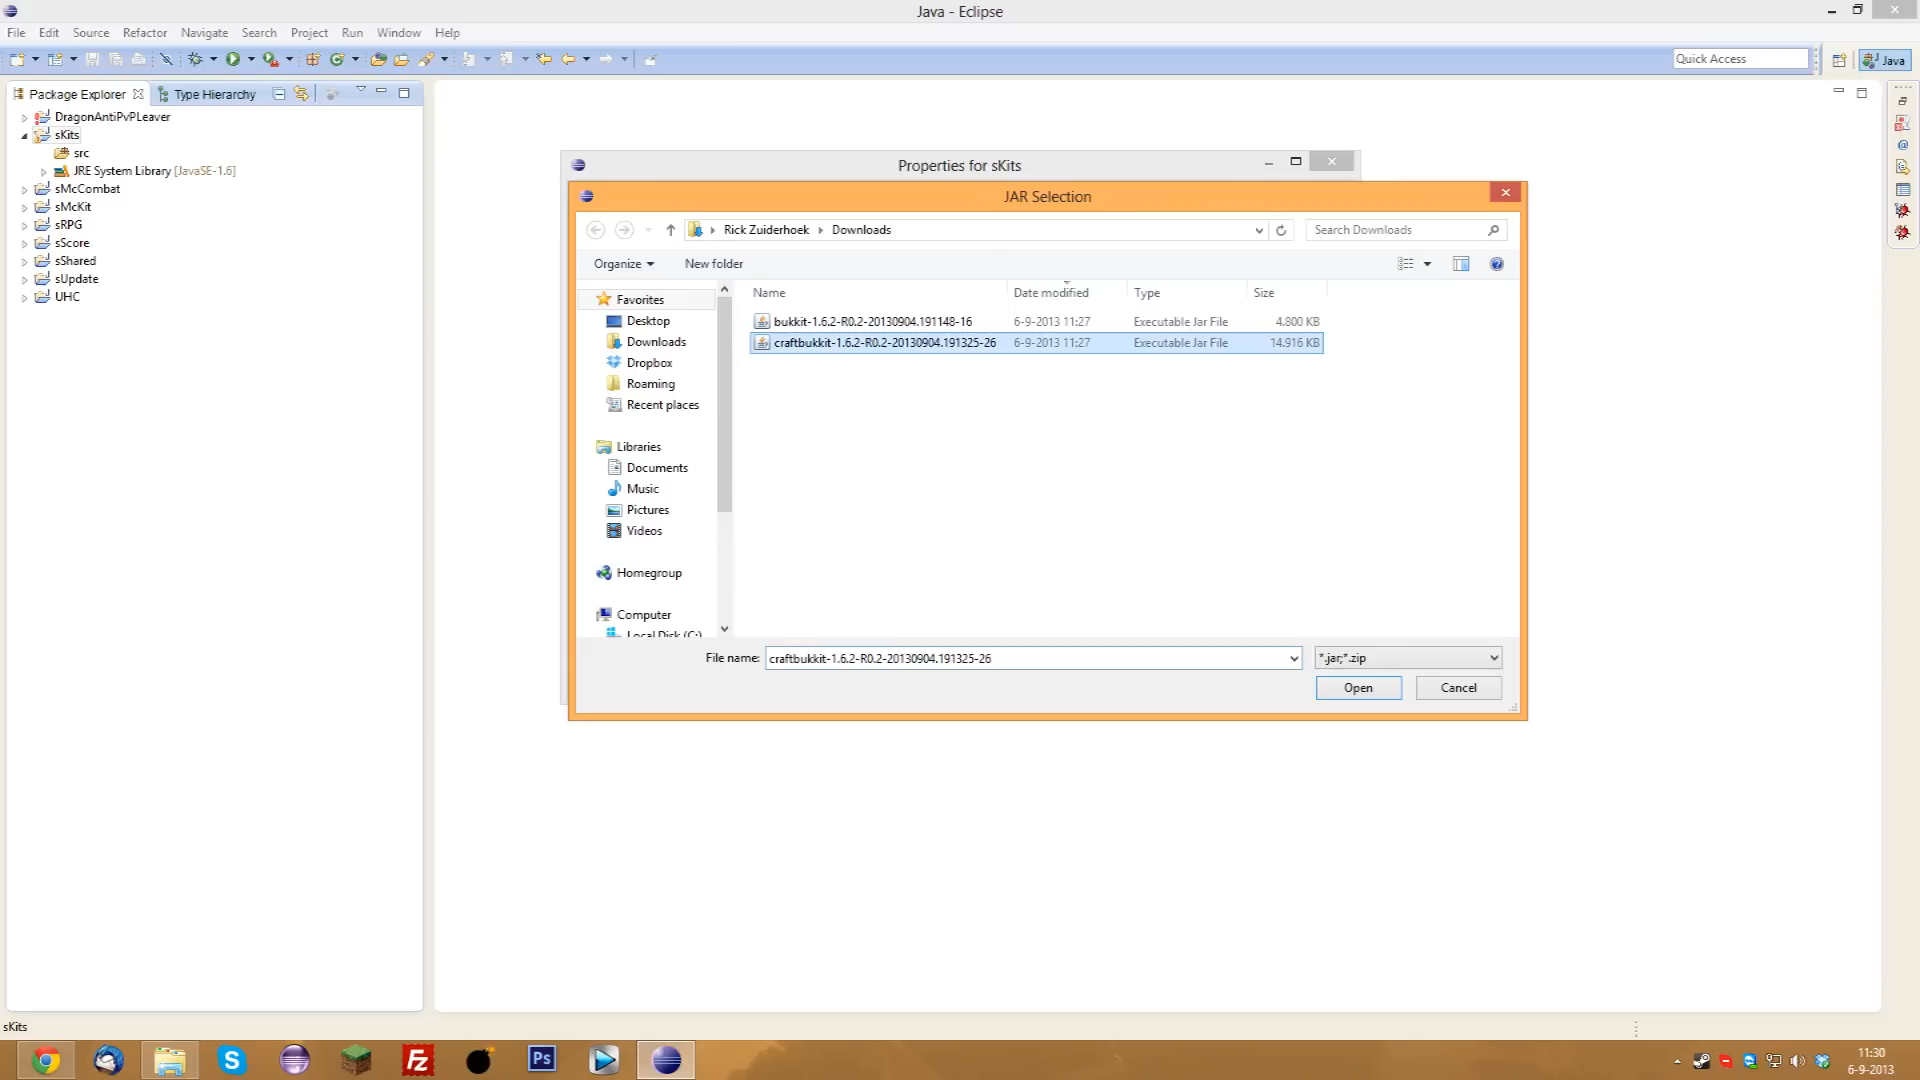 Java - Eclipse
File Edit Source Refactor Navigate Search Project Run Window Help
Quick Access
Java
Package Explorer
Type Hierarchy
DragonAntiPvPLeaver
sKits
src
JRE System Library [JavaSE-1.6]
sMcCombat
sMcKit
sRPG
sScore
sShared
sUpdate
UHC
Properties for sKits
JAR Selection
Rick Zuiderhoek Downloads
Search Downloads
Organize New folder
Favorites
Desktop
Downloads
Dropbox
Roaming
Recent places
Libraries
Documents
Music
Pictures
Videos
Homegroup
Computer
Local Disk (C:)
Name Date modified Type Size
bukkit-1.6.2-R0.2-20130904.191148-16 6-9-2013 11:27 Executable Jar File 4.800 KB
craftbukkit-1.6.2-R0.2-20130904.191325-26 6-9-2013 11:27 Executable Jar File 14.916 KB
File name: craftbukkit-1.6.2-R0.2-20130904.191325-26
*.jar;*.zip
Open Cancel
sKits
Ps
11:30
6-9-2013